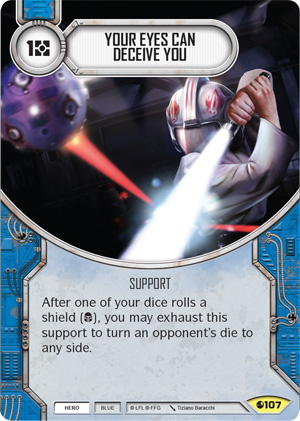 1
YOUR EYES CAN
DECEIVE YOU
SUPPORT
After one of your dice rolls a
shield (), you may exhaust this
support to turn an opponent's die to
any side.
HERO
BLUE
© LFL © FFG
Tiziano Baracchi
107